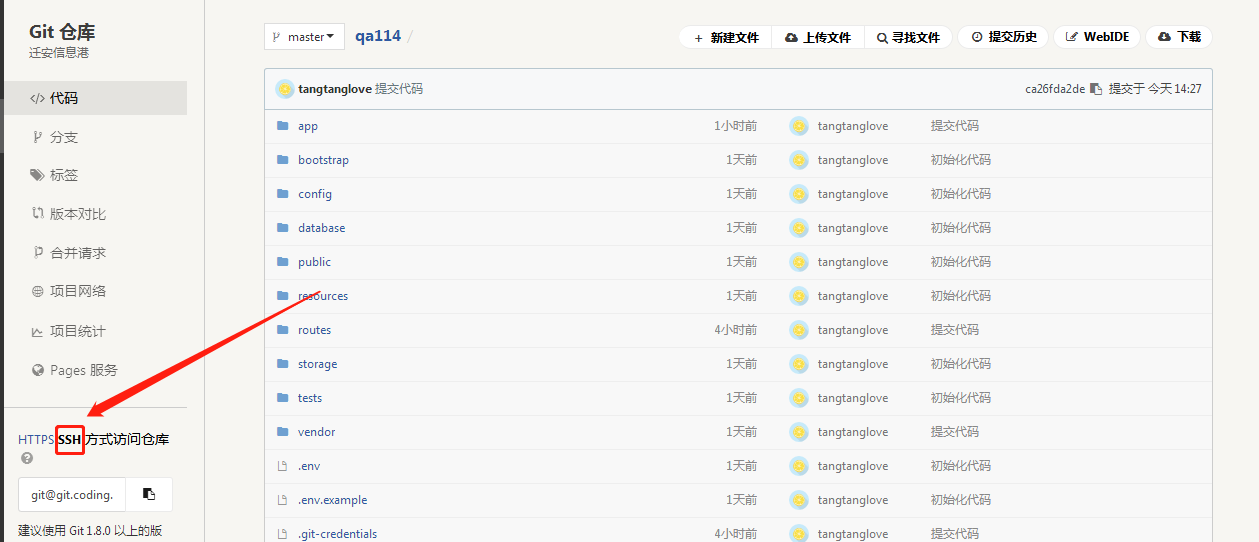 Git 仓库
迁安信息港
代码
分支
标签
版本对比
合并请求
项目网络
项目统计
Pages 服务
HTTPS SSH 方式访问仓库
git@git.coding.
建议使用 Git 1.8.0 以上的版
master qa114 /
新建文件 上传文件 寻找文件 提交历史 WebIDE 下载
tangtanglove 提交代码 ca26fda2de 提交于 今天 14:27
app 1小时前 tangtanglove 提交代码
bootstrap 1天前 tangtanglove 初始化代码
config 1天前 tangtanglove 初始化代码
database 1天前 tangtanglove 初始化代码
public 1天前 tangtanglove 初始化代码
resources 1天前 tangtanglove 初始化代码
routes 4小时前 tangtanglove 提交代码
storage 1天前 tangtanglove 初始化代码
tests 1天前 tangtanglove 初始化代码
vendor 1天前 tangtanglove 提交代码
.env 1天前 tangtanglove 初始化代码
.env.example 1天前 tangtanglove 初始化代码
.git-credentials 4小时前 tangtanglove 提交代码